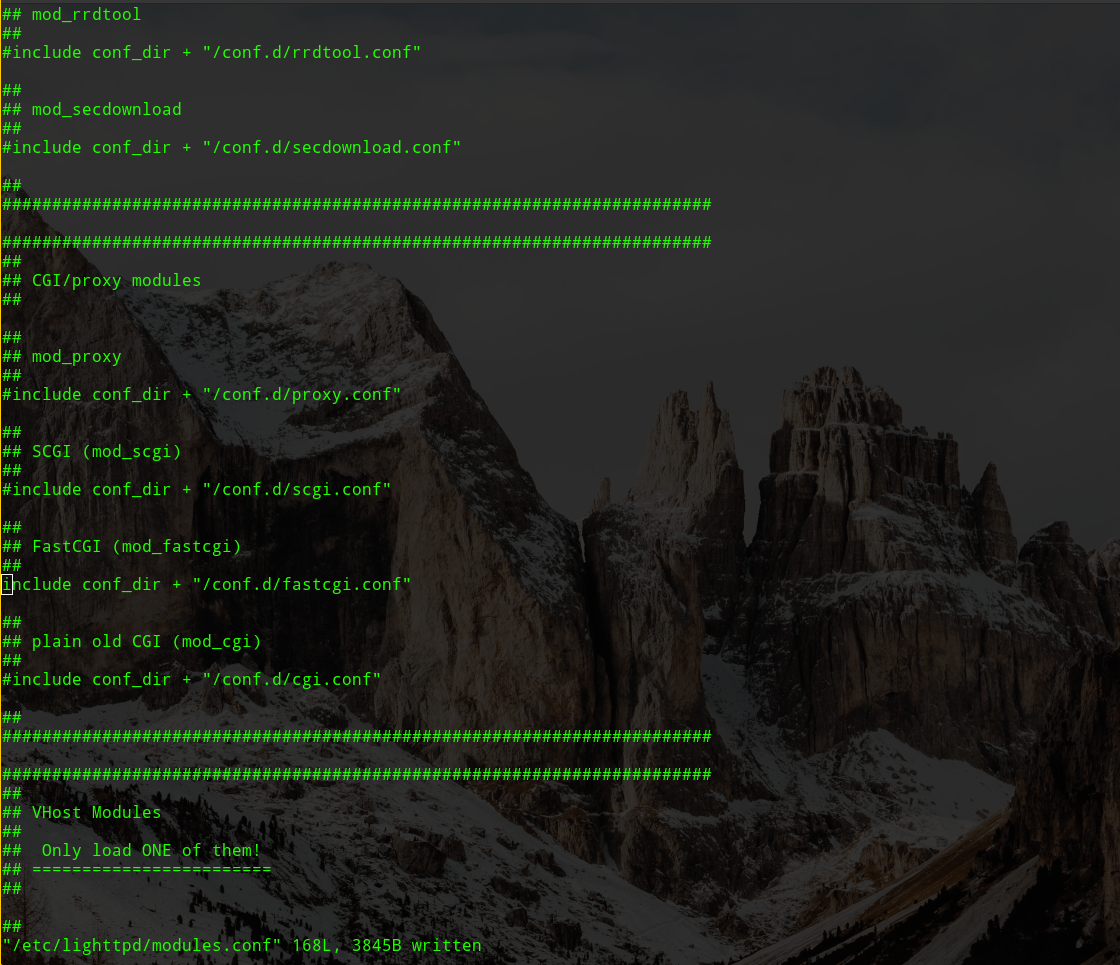 ## mod_rrdtool
##
#include conf_dir + "/conf.d/rrdtool.conf"

##
## mod_secdownload
##
#include conf_dir + "/conf.d/secdownload.conf"

##
#######################################################################

#######################################################################
##
## CGI/proxy modules
##

##
## mod_proxy
##
#include conf_dir + "/conf.d/proxy.conf"

##
## SCGI (mod_scgi)
##
#include conf_dir + "/conf.d/scgi.conf"

##
## FastCGI (mod_fastcgi)
##
include conf_dir + "/conf.d/fastcgi.conf"

##
## plain old CGI (mod_cgi)
##
#include conf_dir + "/conf.d/cgi.conf"

##
#######################################################################

#######################################################################
##
## VHost Modules
##
##  Only load ONE of them!
## ========================
##

##
"/etc/lighttpd/modules.conf" 168L, 3845B written